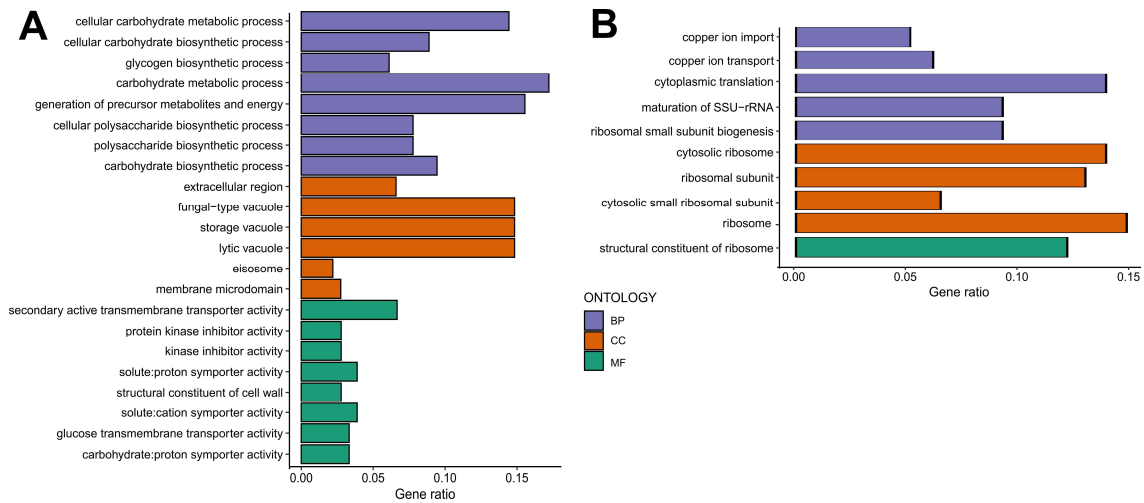 A
cellular carbohydrate metabolic process
cellular carbohydrate biosynthetic process
glycogen biosynthetic process
carbohydrate metabolic process
generation of precursor metabolites and energy
cellular polysaccharide biosynthetic process
polysaccharide biosynthetic process
carbohydrate biosynthetic process
extracellular region
fungal−type vacuole
storage vacuole
lytic vacuole
eisosome
membrane microdomain
secondary active transmembrane transporter activity
protein kinase inhibitor activity
kinase inhibitor activity
solute:proton symporter activity
structural constituent of cell wall
solute:cation symporter activity
glucose transmembrane transporter activity
carbohydrate:proton symporter activity
0.00 0.05 0.10 0.15
Gene ratio
B
copper ion import
copper ion transport
cytoplasmic translation
maturation of SSU−rRNA
ribosomal small subunit biogenesis
cytosolic ribosome
ribosomal subunit
cytosolic small ribosomal subunit
ribosome
structural constituent of ribosome
0.00 0.05 0.10 0.15
Gene ratio
ONTOLOGY
BP
CC
MF